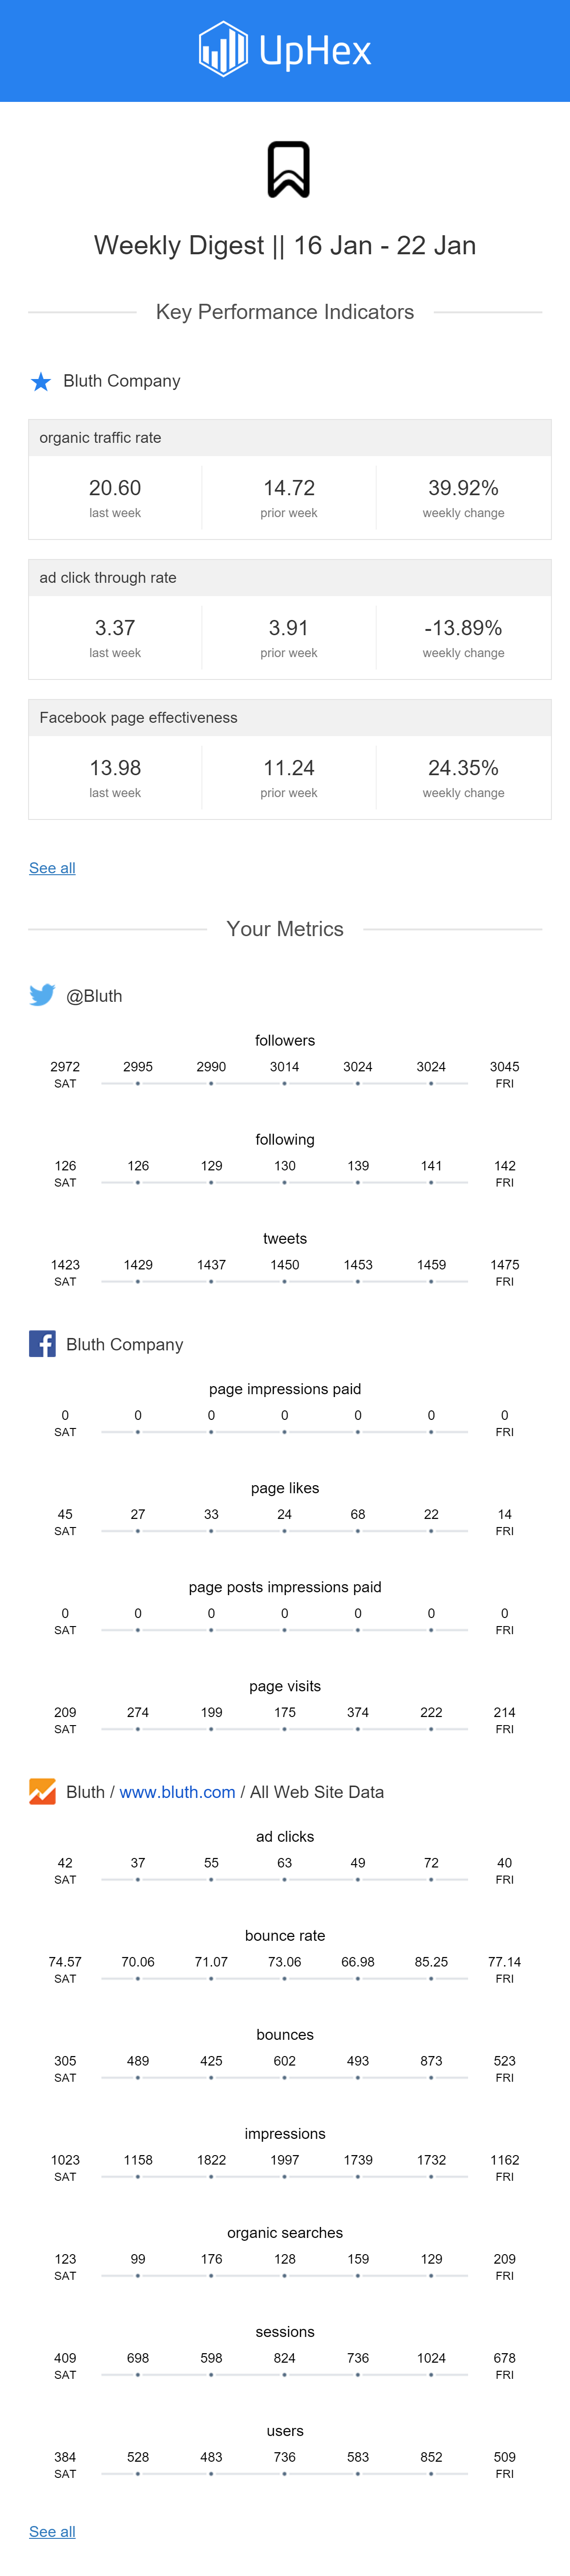 UpHex
Weekly Digest || 16 Jan - 22 Jan
Key Performance Indicators
Bluth Company
organic traffic rate
20.60 14.72 39.92%
last week prior week weekly change
ad click through rate
3.37 3.91 -13.89%
last week prior week weekly change
Facebook page effectiveness
13.98 11.24 24.35%
last week prior week weekly change
See all
Your Metrics
@Bluth
followers
2972 2995 2990 3014 3024 3024 3045
SAT FRI
following
126 126 129 130 139 141 142
SAT FRI
tweets
1423 1429 1437 1450 1453 1459 1475
SAT FRI
Bluth Company
page impressions paid
0 0 0 0 0 0 0
SAT FRI
page likes
45 27 33 24 68 22 14
SAT FRI
page posts impressions paid
0 0 0 0 0 0 0
SAT FRI
page visits
209 274 199 175 374 222 214
SAT FRI
Bluth / www.bluth.com / All Web Site Data
ad clicks
42 37 55 63 49 72 40
SAT FRI
bounce rate
74.57 70.06 71.07 73.06 66.98 85.25 77.14
SAT FRI
bounces
305 489 425 602 493 873 523
SAT FRI
impressions
1023 1158 1822 1997 1739 1732 1162
SAT FRI
organic searches
123 99 176 128 159 129 209
SAT FRI
sessions
409 698 598 824 736 1024 678
SAT FRI
users
384 528 483 736 583 852 509
SAT FRI
See all